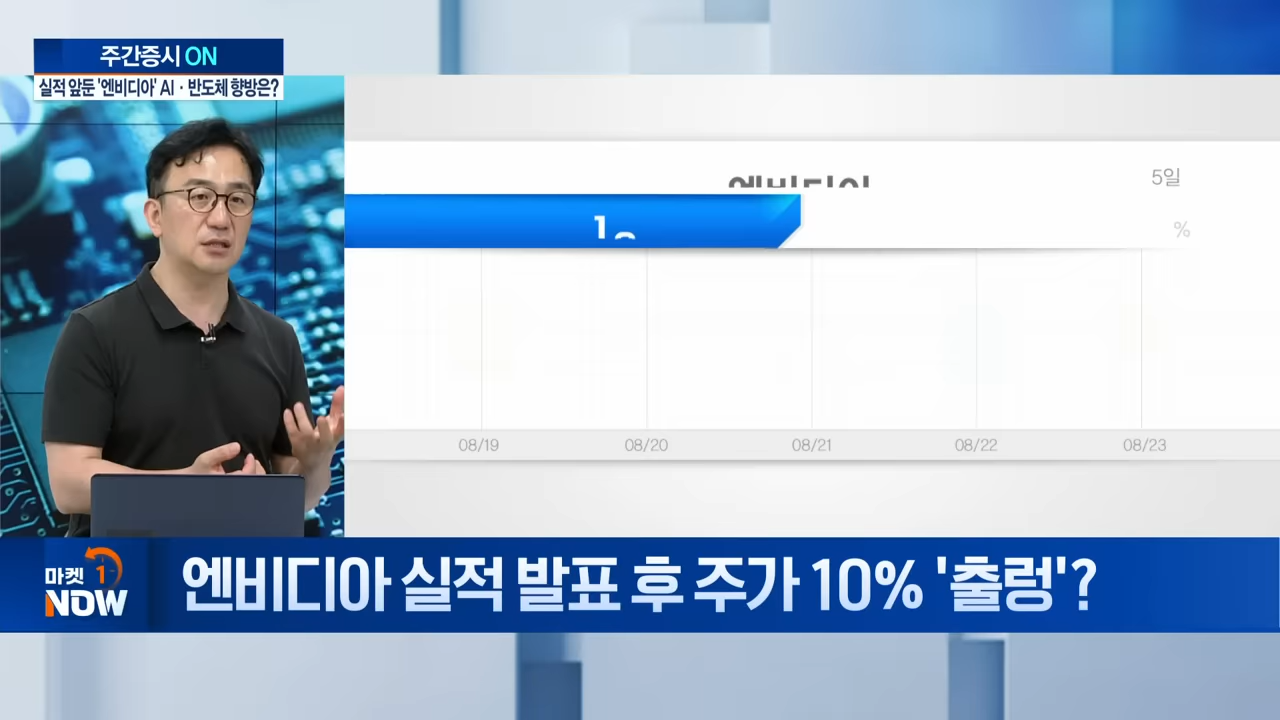 주간증시 ON
실적 앞둔 '엔비디아' AI · 반도체 향방은?
5일
%
08/19
08/20
08/21
08/22
08/23
마켓 1
NOW
엔비디아 실적 발표 후 주가 10% '출렁'?